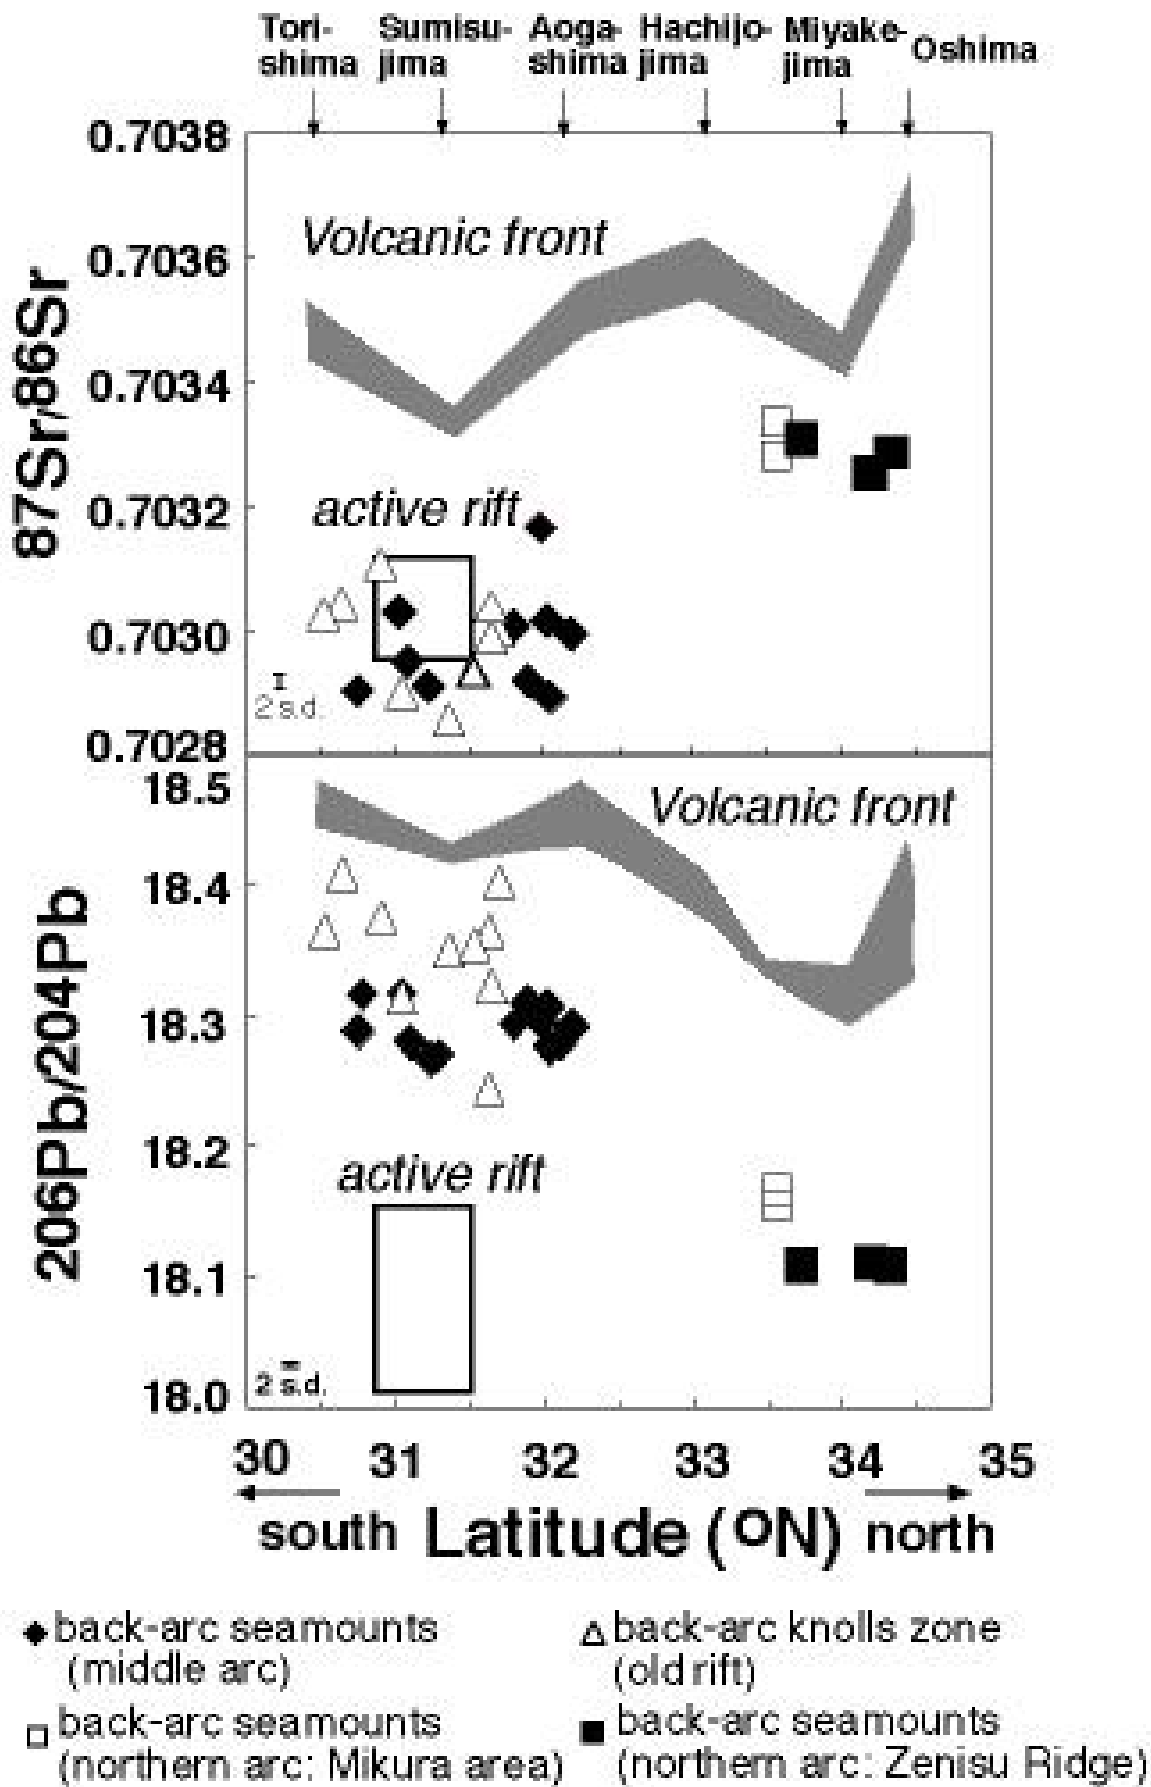 Tori- Sumisu- Aoga- Hachijo- Miyake- Oshima
shima jima shima jima jima
0.7038
Volcanic front
0.7036
87Sr/86Sr
0.7034
active rift
0.7032
0.7030
2 s.d.
0.7028
18.5
Volcanic front
18.4
206Pb/204Pb
18.3
18.2
active rift
18.1
2 s.d.
18.0
30 31 32 33 34 35
south Latitude (ON) north
back-arc seamounts
(middle arc)
back-arc knolls zone
(old rift)
back-arc seamounts
(northern arc: Mikura area)
back-arc seamounts
(northern arc: Zenisu Ridge)